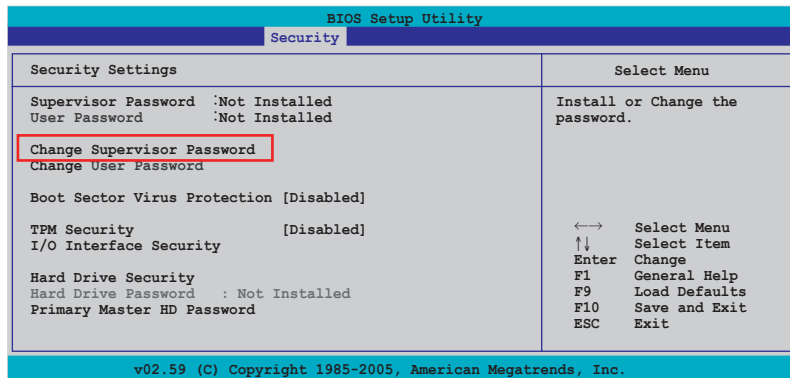 BIOS Setup Utility
Security
Security Settings
Supervisor Password :Not Installed
User Password :Not Installed
Change Supervisor Password
Change User Password
Boot Sector Virus Protection [Disabled]
TPM Security [Disabled]
I/O Interface Security
Hard Drive Security
Hard Drive Password : Not Installed
Primary Master HD Password
Select Menu
Install or Change the
password.
←→ Select Menu
↑↓ Select Item
Enter Change
F1 General Help
F9 Load Defaults
F10 Save and Exit
ESC Exit
v02.59 (C) Copyright 1985-2005, American Megatrends, Inc.